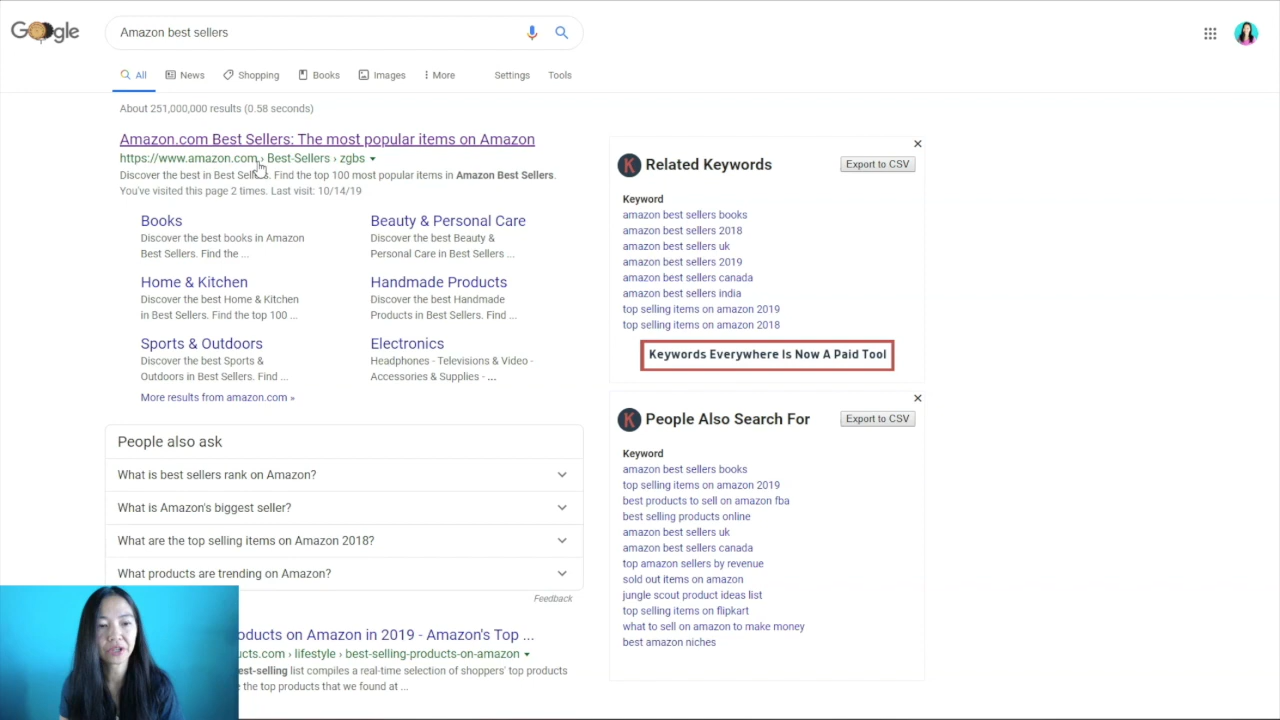 Google
Amazon best sellers
All
News
Shopping
Books
Images
More
Settings
Tools
About 251,000,000 results (0.58 seconds)
Amazon.com Best Sellers: The most popular items on Amazon
https://www.amazon.com › Best-Sellers › zgbs
Discover the best in Best Sellers. Find the top 100 most popular items in Amazon Best Sellers.
You've visited this page 2 times. Last visit: 10/14/19
Books
Discover the best books in Amazon
Best Sellers. Find the ...
Beauty & Personal Care
Discover the best Beauty &
Personal Care in Best Sellers ...
Home & Kitchen
Discover the best Home & Kitchen
in Best Sellers. Find the top 100 ...
Handmade Products
Discover the best Handmade
Products in Best Sellers. Find ...
Sports & Outdoors
Discover the best Sports &
Outdoors in Best Sellers. Find ...
Electronics
Headphones - Televisions & Video -
Accessories & Supplies - ...
More results from amazon.com »
People also ask
What is best sellers rank on Amazon?
What is Amazon's biggest seller?
What are the top selling items on Amazon 2018?
What products are trending on Amazon?
Feedback
oducts on Amazon in 2019 - Amazon's Top ...
ucts.com › lifestyle › best-selling-products-on-amazon
est-selling list compiles a real-time selection of shoppers' top products
the top products that we found at ...
K Related Keywords
Export to CSV
Keyword
amazon best sellers books
amazon best sellers 2018
amazon best sellers uk
amazon best sellers 2019
amazon best sellers canada
amazon best sellers india
top selling items on amazon 2019
top selling items on amazon 2018
Keywords Everywhere Is Now A Paid Tool
K People Also Search For
Export to CSV
Keyword
amazon best sellers books
top selling items on amazon 2019
best products to sell on amazon fba
best selling products online
amazon best sellers uk
amazon best sellers canada
top amazon sellers by revenue
sold out items on amazon
jungle scout product ideas list
top selling items on flipkart
what to sell on amazon to make money
best amazon niches